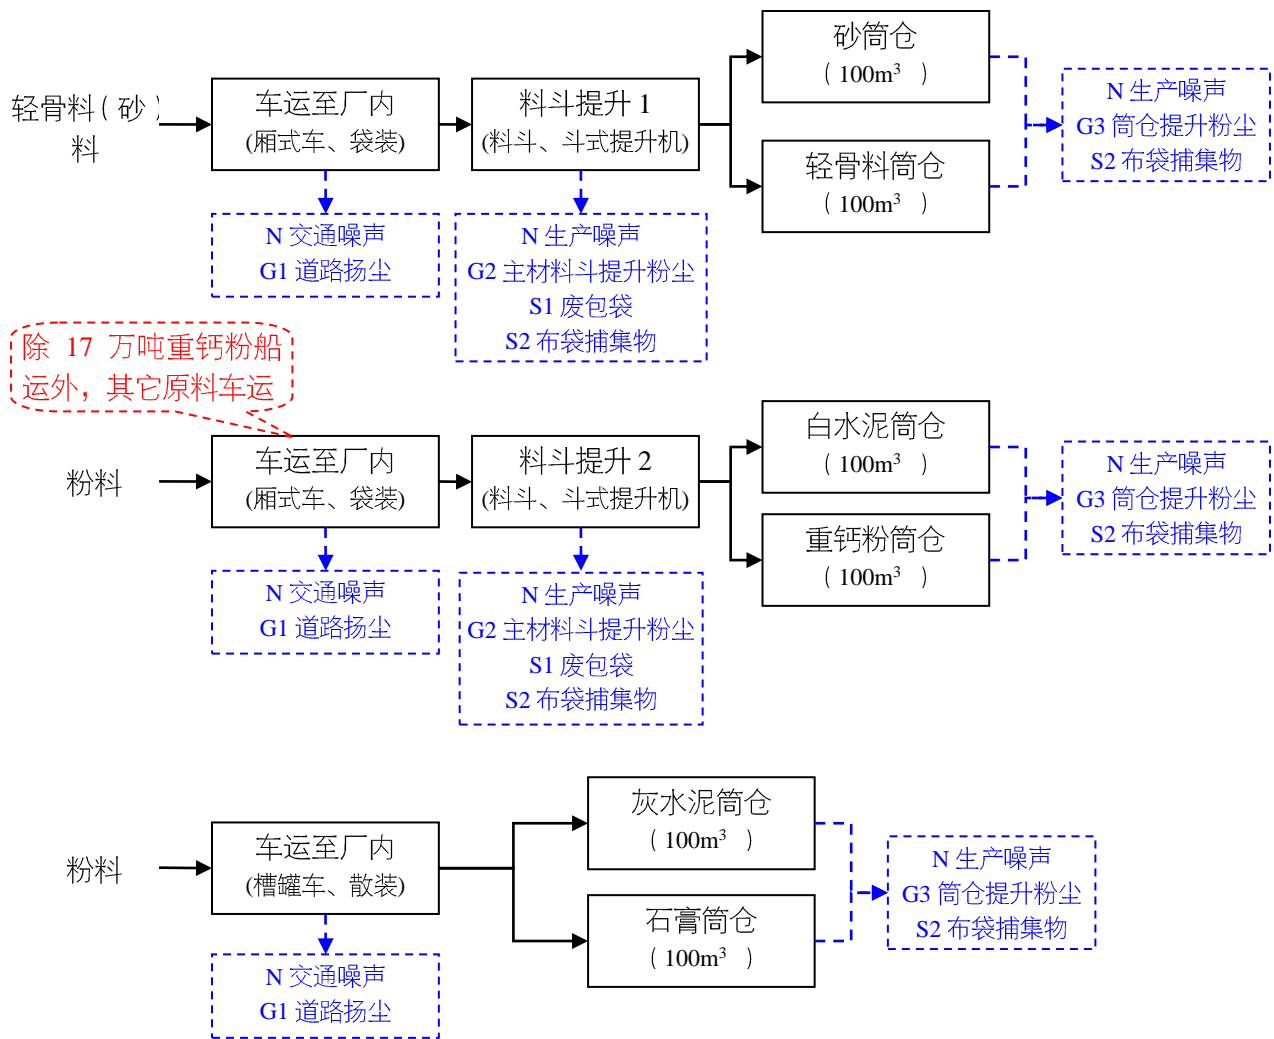 轻骨料（砂）
料
车运至厂内
(厢式车、袋装)
料斗提升 1
(料斗、斗式提升机)
砂筒仓
（100m³ ）
轻骨料筒仓
（100m³ ）
N 生产噪声
G3 筒仓提升粉尘
S2 布袋捕集物
N 交通噪声
G1 道路扬尘
N 生产噪声
G2 主材料斗提升粉尘
S1 废包袋
S2 布袋捕集物
除 17 万吨重钙粉船
运外，其它原料车运
粉料
车运至厂内
(厢式车、袋装)
料斗提升 2
(料斗、斗式提升机)
白水泥筒仓
（100m³ ）
重钙粉筒仓
（100m³ ）
N 生产噪声
G3 筒仓提升粉尘
S2 布袋捕集物
N 交通噪声
G1 道路扬尘
N 生产噪声
G2 主材料斗提升粉尘
S1 废包袋
S2 布袋捕集物
粉料
车运至厂内
(槽罐车、散装)
灰水泥筒仓
（100m³ ）
石膏筒仓
（100m³ ）
N 生产噪声
G3 筒仓提升粉尘
S2 布袋捕集物
N 交通噪声
G1 道路扬尘